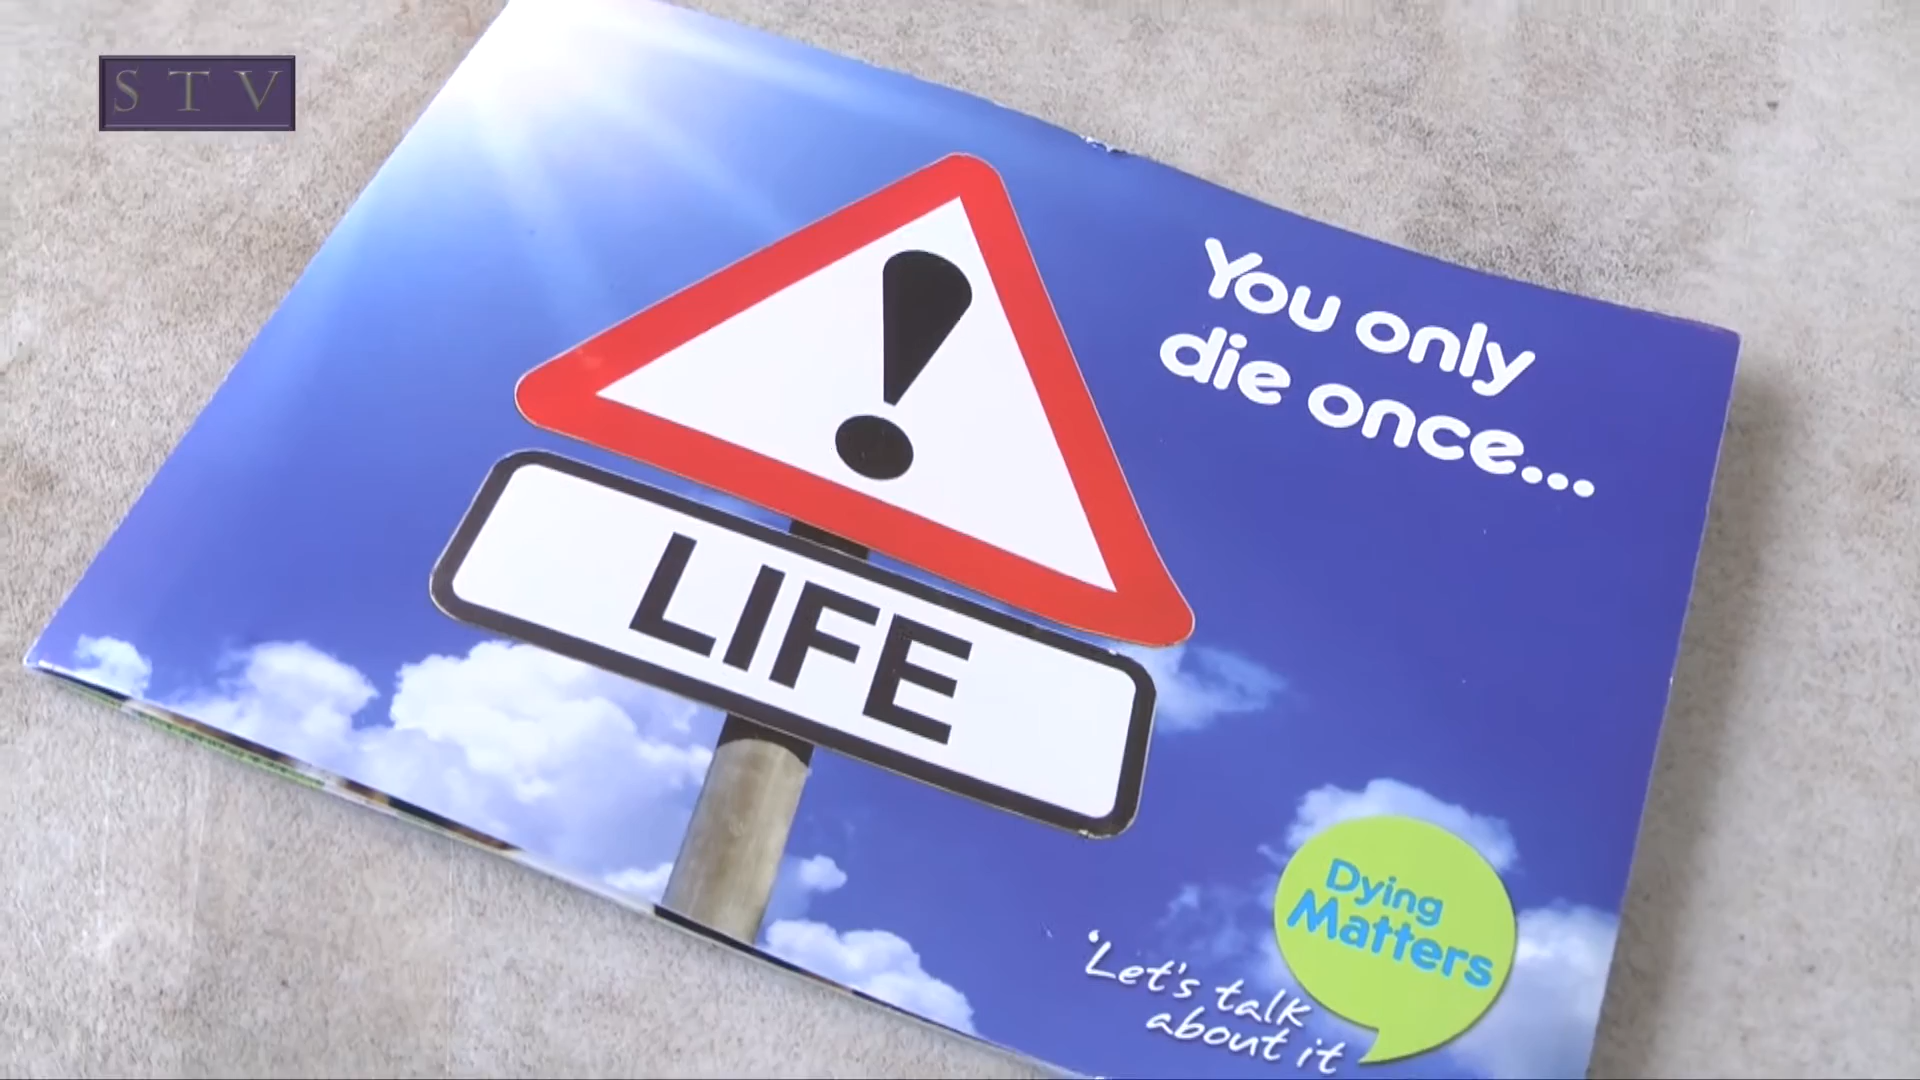 STV
You only
die once...
!
LIFE
Dying
Matters
'Let's talk
about it